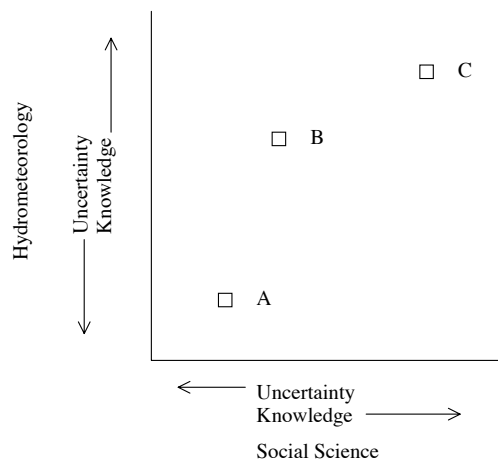 C
B
A
Hydrometeorology
Uncertainty
Knowledge
Uncertainty
Knowledge
Social Science